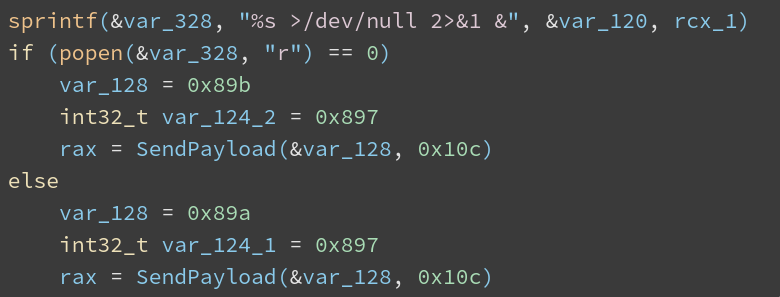 sprintf(&var_328, "%s >/dev/null 2>&1 &", &var_120, rcx_1)
if (popen(&var_328, "r") == 0)
    var_128 = 0x89b
    int32_t var_124_2 = 0x897
    rax = SendPayload(&var_128, 0x10c)
else
    var_128 = 0x89a
    int32_t var_124_1 = 0x897
    rax = SendPayload(&var_128, 0x10c)